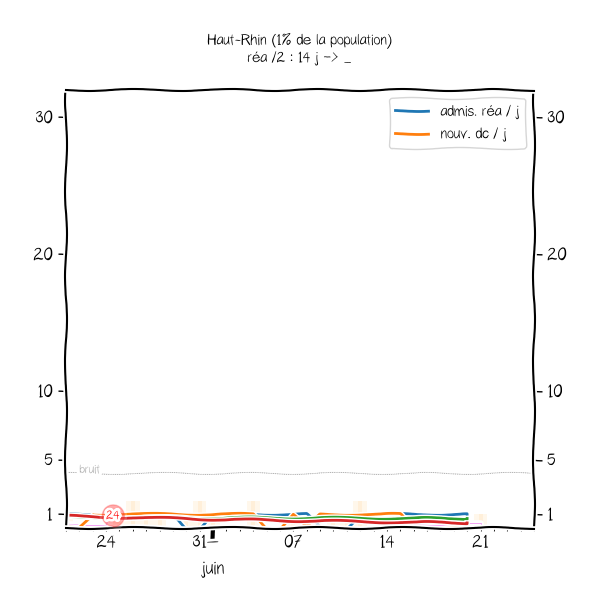 Haut-Rhin (1% de la population)
réa /2 : 14 j -> _
admis. réa / j
nouv. dc / j
30
30
20
20
10
10
5
5
bruit
1
24
1
24
31
07
14
21
juin